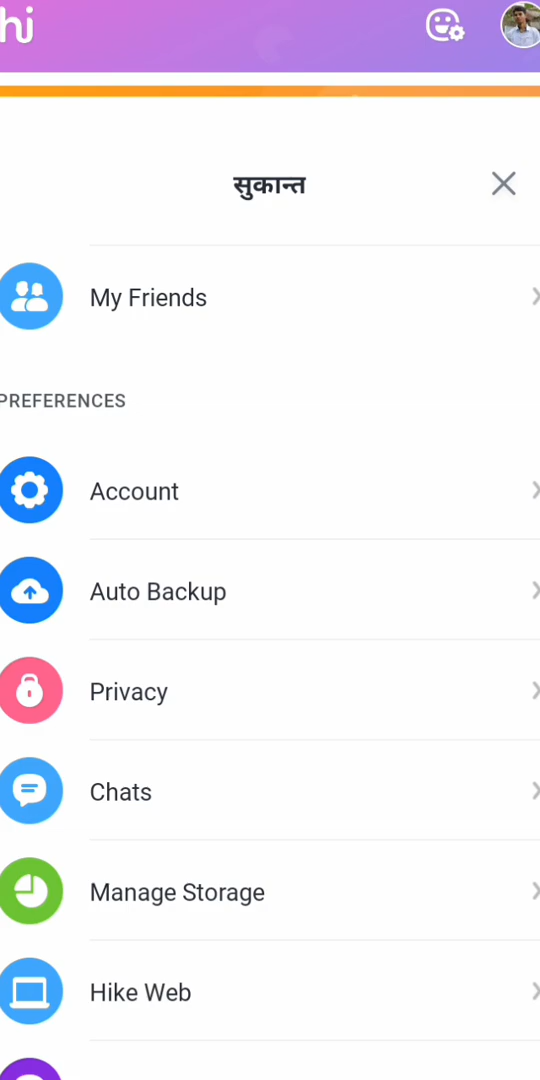 hi
सुकान्त
My Friends
PREFERENCES
Account
Auto Backup
Privacy
Chats
Manage Storage
Hike Web